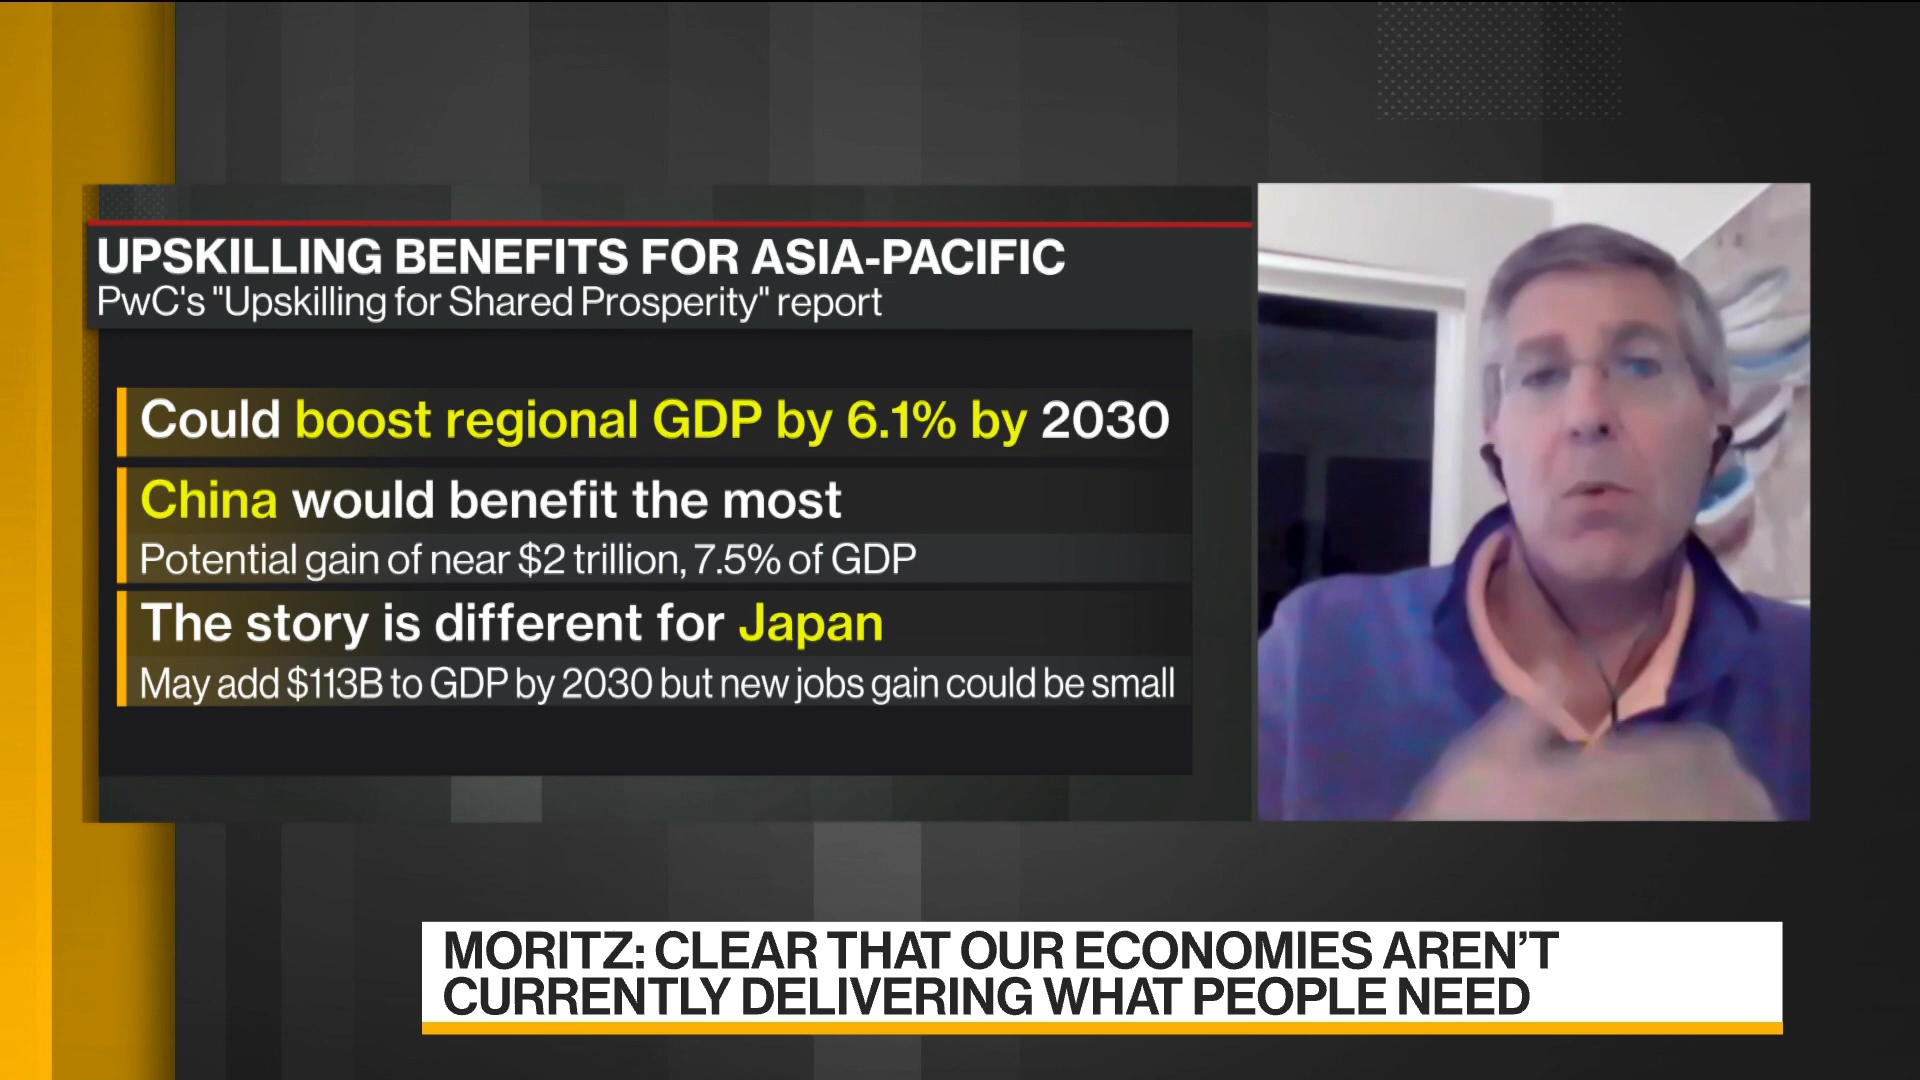 UPSKILLING BENEFITS FOR ASIA-PACIFIC
PwC's "Upskilling for Shared Prosperity" report
Could boost regional GDP by 6.1% by 2030
China would benefit the most
Potential gain of near $2 trillion, 7.5% of GDP
The story is different for Japan
May add $113B to GDP by 2030 but new jobs gain could be small
MORITZ: CLEAR THAT OUR ECONOMIES AREN’T
CURRENTLY DELIVERING WHAT PEOPLE NEED